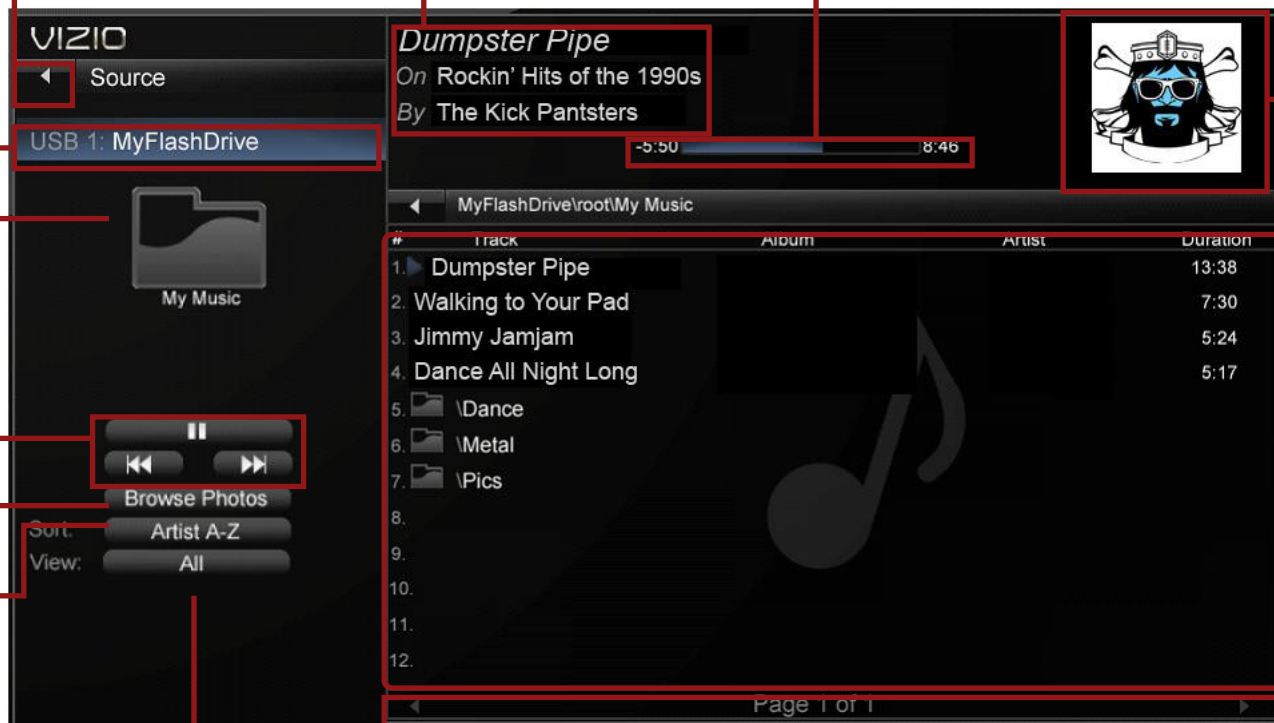 VIZIO
Source
USB 1: MyFlashDrive
My Music
Browse Photos
Sort: Artist A-Z
View: All
Dumpster Pipe
On Rockin' Hits of the 1990s
By The Kick Pantsters
-5:50 8:46
MyFlashDrive\root\My Music
# Track Album Artist Duration
1. Dumpster Pipe 13:38
2. Walking to Your Pad 7:30
3. Jimmy Jamjam 5:24
4. Dance All Night Long 5:17
5. \Dance
6. \Metal
7. \Pics
8.
9.
10.
11.
12.
Page 1 of 1